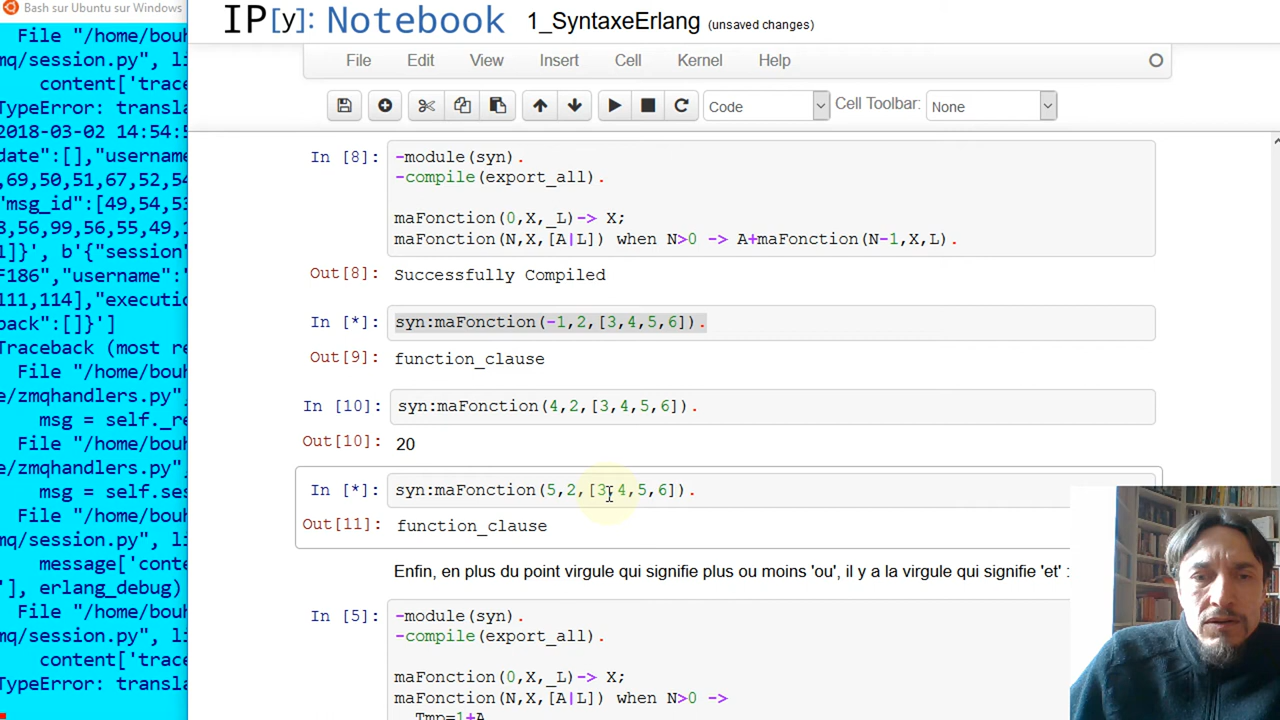 Bash sur Ubuntu sur Windows
File "/home/bouh
mq/session.py", li
content['trace
TypeError: transla
2018-03-02 14:54:5
date":[],"username
,69,50,51,67,52,54
"msg_id":[49,54,53
8,56,99,56,55,49,1
l]}', b'{"session"
F186","username":"
111,114],"executio
back":[]}']
Traceback (most re
File "/home/bouh
e/zmqhandlers.py",
msg = self._re
File "/home/bouh
e/zmqhandlers.py",
msg = self.ses
File "/home/bouh
mq/session.py", li
message['conte
'], erlang_debug)
File "/home/bouh
mq/session.py", li
content['trace
TypeError: transla
IP[y]: Notebook 1_SyntaxeErlang (unsaved changes)
File Edit View Insert Cell Kernel Help
Code Cell Toolbar: None
In [8]: -module(syn).
-compile(export_all).
maFonction(0,X,_L)-> X;
maFonction(N,X,[A|L]) when N>0 -> A+maFonction(N-1,X,L).
Out[8]: Successfully Compiled
In [*]: syn:maFonction(-1,2,[3,4,5,6]).
Out[9]: function_clause
In [10]: syn:maFonction(4,2,[3,4,5,6]).
Out[10]: 20
In [*]: syn:maFonction(5,2,[3,4,5,6]).
Out[11]: function_clause
Enfin, en plus du point virgule qui signifie plus ou moins 'ou', il y a la virgule qui signifie 'et' :
In [5]: -module(syn).
-compile(export_all).
maFonction(0,X,_L)-> X;
maFonction(N,X,[A|L]) when N>0 ->
Tmp=1+A